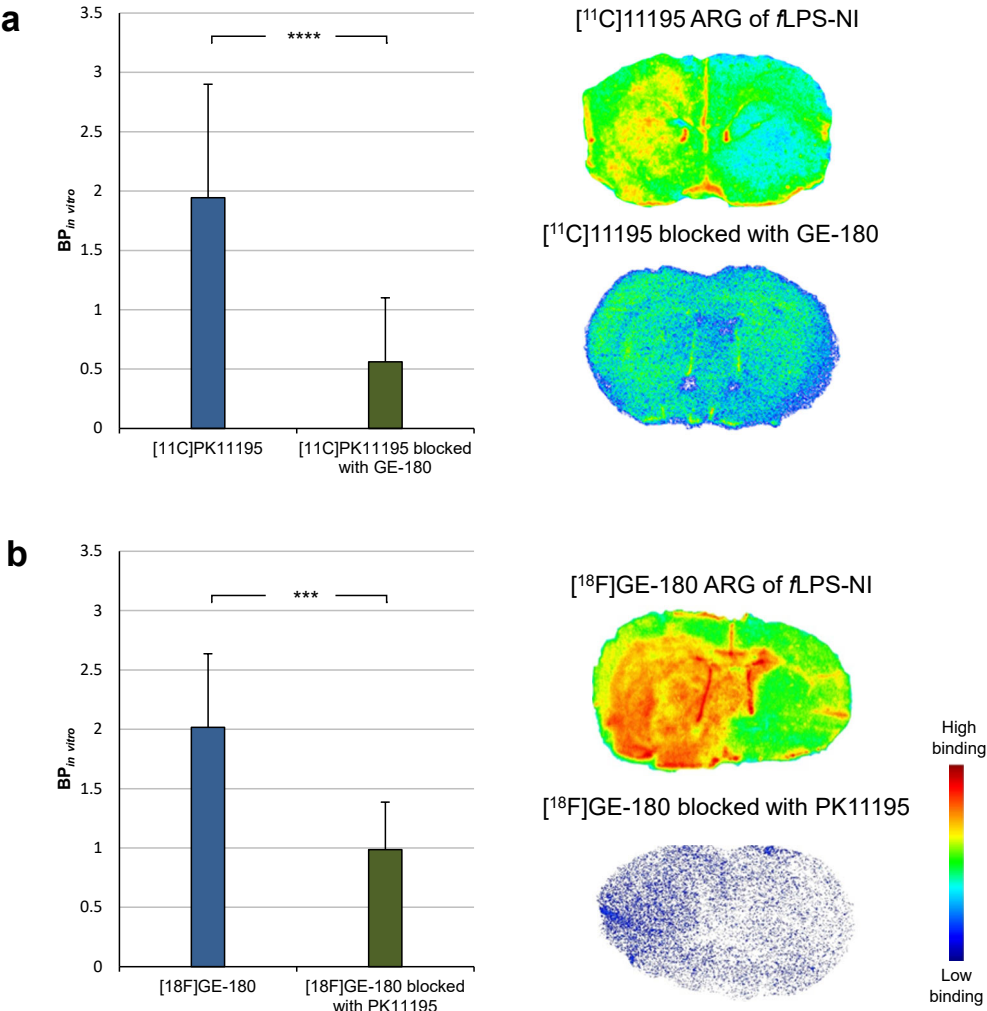 a
3.5
3
2.5
2
1.5
1
0.5
0
BPin vitro
****
[11C]PK11195
[11C]PK11195 blocked
with GE-180
[¹¹C]11195 ARG of fLPS-NI
[¹¹C]11195 blocked with GE-180
b
3.5
3
2.5
2
1.5
1
0.5
0
BPin vitro
***
[18F]GE-180
[18F]GE-180 blocked
with PK11195
[¹⁸F]GE-180 ARG of fLPS-NI
[¹⁸F]GE-180 blocked with PK11195
High
binding
Low
binding